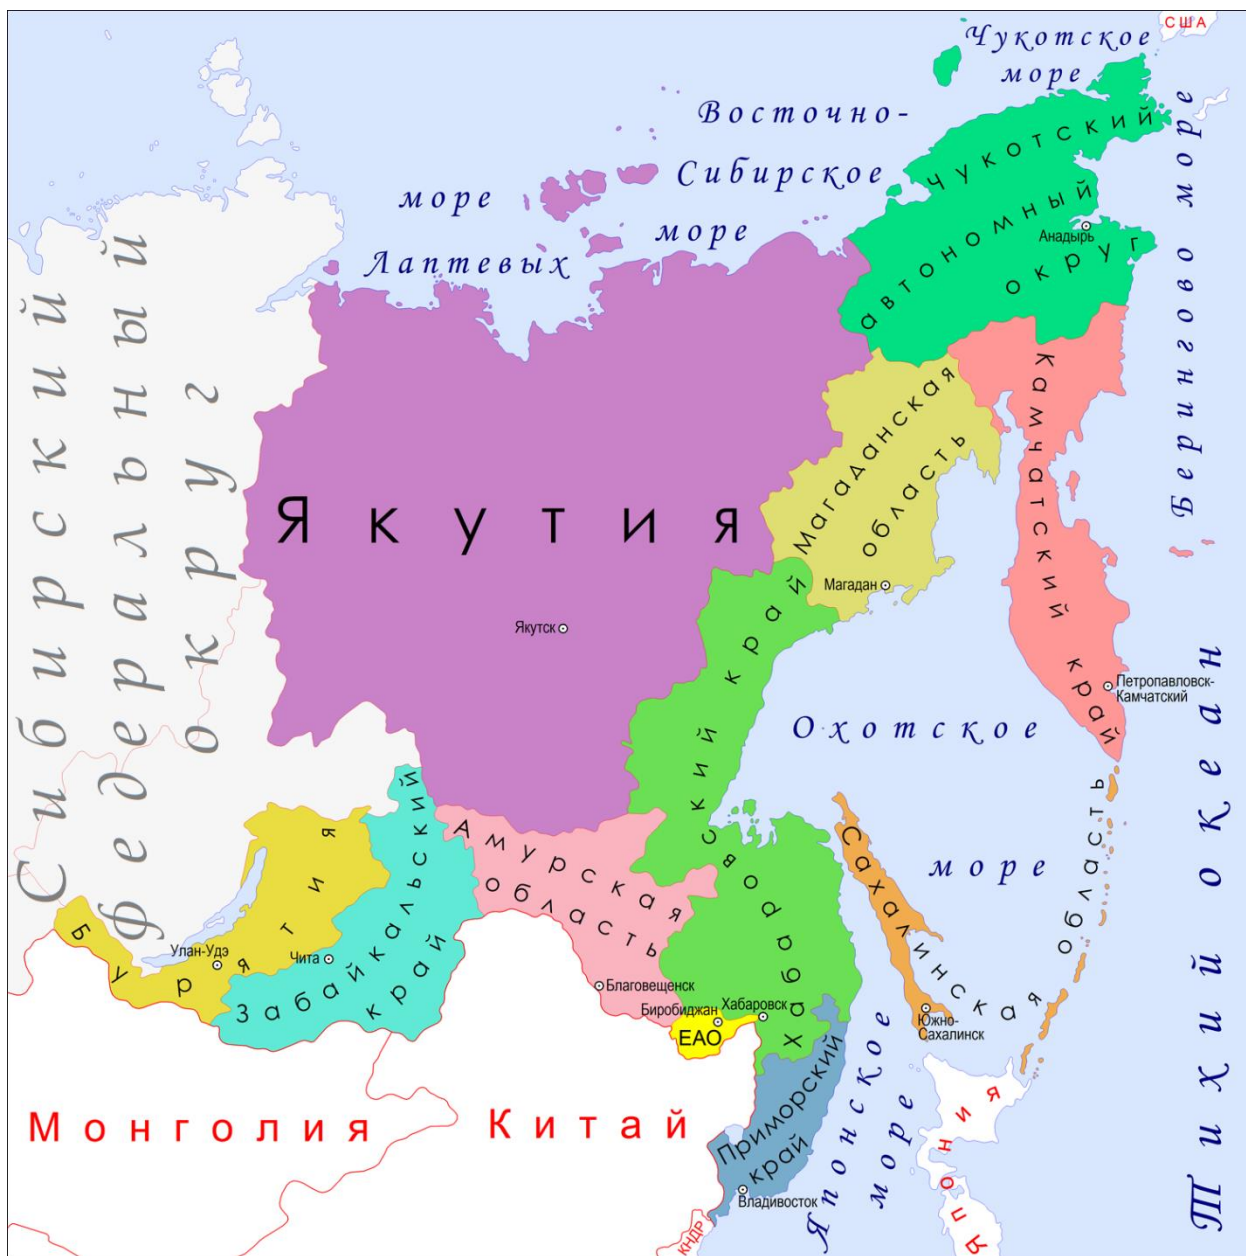 США
Чукотское
море
Восточно-
Сибирское
море
море
Лаптевых
Чукотский
автономный
округ
Анадырь
Берингово море
Сибирский
федеральный
округ
Якутия
Якутск
Магаданская
область
Магадан
Камчатский край
Петропавловск-
Камчатский
Охотское
море
Тихий океан
Хабаровский край
Хабаровск
Амурская
область
Благовещенск
Бурятия
Улан-Удэ
Забайкальский
край
Чита
Биробиджан
ЕАО
Сахалинская область
Южно-
Сахалинск
Приморский
край
Владивосток
Японское
море
Монголия
Китай
КНДР
Япония